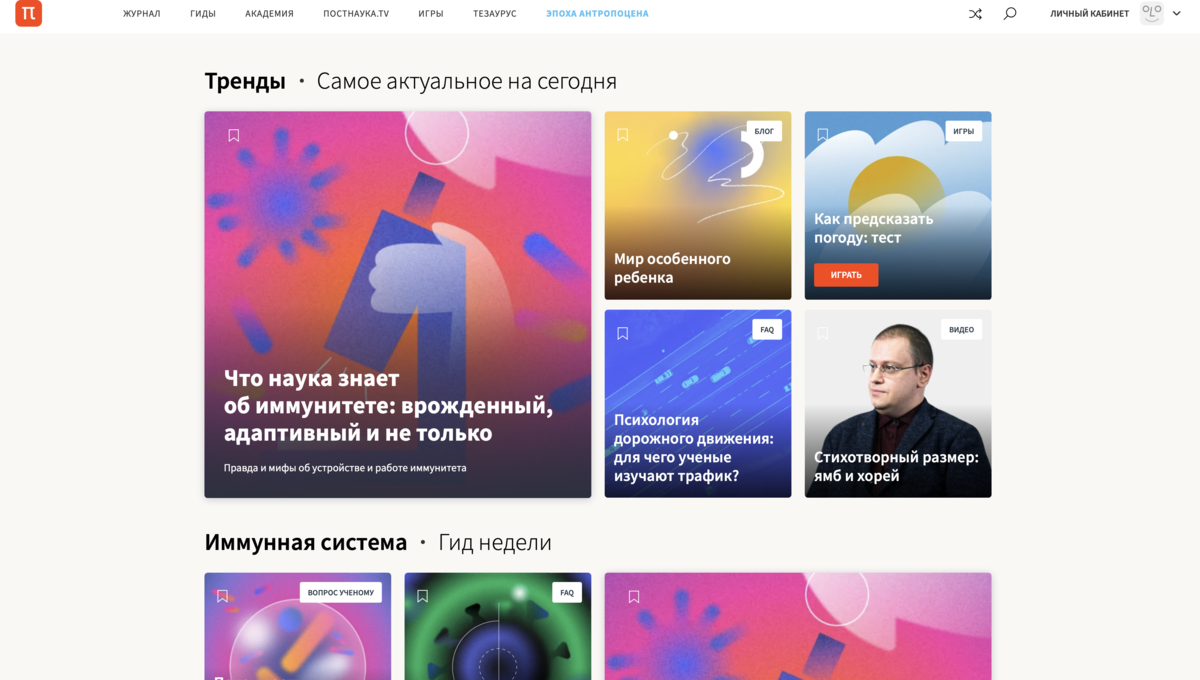 π
ЖУРНАЛ
ГИДЫ
АКАДЕМИЯ
ПОСТНАУКА.TV
ИГРЫ
ТЕЗАУРУС
ЭПОХА АНТРОПОЦЕНА
ЛИЧНЫЙ КАБИНЕТ
Тренды • Самое актуальное на сегодня
Что наука знает
об иммунитете: врожденный,
адаптивный и не только
Правда и мифы об устройстве и работе иммунитета
БЛОГ
Мир особенного
ребенка
ИГРЫ
Как предсказать
погоду: тест
ИГРАТЬ
FAQ
Психология
дорожного движения:
для чего ученые
изучают трафик?
ВИДЕО
Стихотворный размер:
ямб и хорей
Иммунная система • Гид недели
ВОПРОС УЧЕНОМУ
FAQ